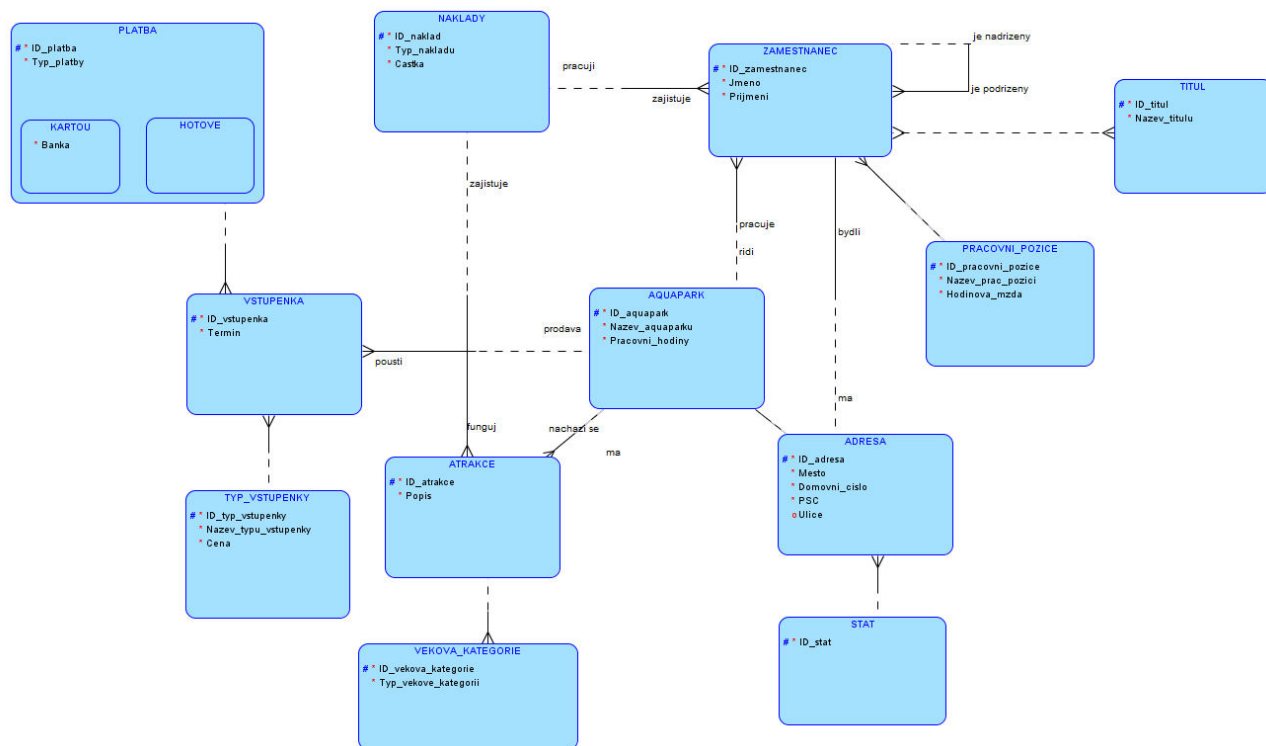 PLATBA
# * ID_platba
* Typ_platby
KARTOU
* Banka
HOTOVE
NAKLADY
# * ID_naklad
* Typ_nakladu
* Castka
pracuji
zajistuje
ZAMESTNANEC
# * ID_zamestnanec
* Jmeno
* Prijmeni
je nadrizeny
je podrizeny
TITUL
# * ID_titul
* Nazev_titulu
zajistuje
pracuje
ridi
bydli
PRACOVNI_POZICE
# * ID_pracovni_pozice
* Nazev_prac_pozici
* Hodinova_mzda
VSTUPENKA
# * ID_vstupenka
* Termin
prodava
pousti
AQUAPARK
# * ID_aquapark
* Nazev_aquaparku
* Pracovni_hodiny
ma
funguj
nachazi se
ma
ATRAKCE
# * ID_atrakce
* Popis
ADRESA
# * ID_adresa
* Mesto
* Domovni_cislo
* PSC
o Ulice
TYP_VSTUPENKY
# * ID_typ_vstupenky
* Nazev_typu_vstupenky
* Cena
VEKOVA_KATEGORIE
# * ID_vekova_kategorie
* Typ_vekove_kategorii
STAT
# * ID_stat